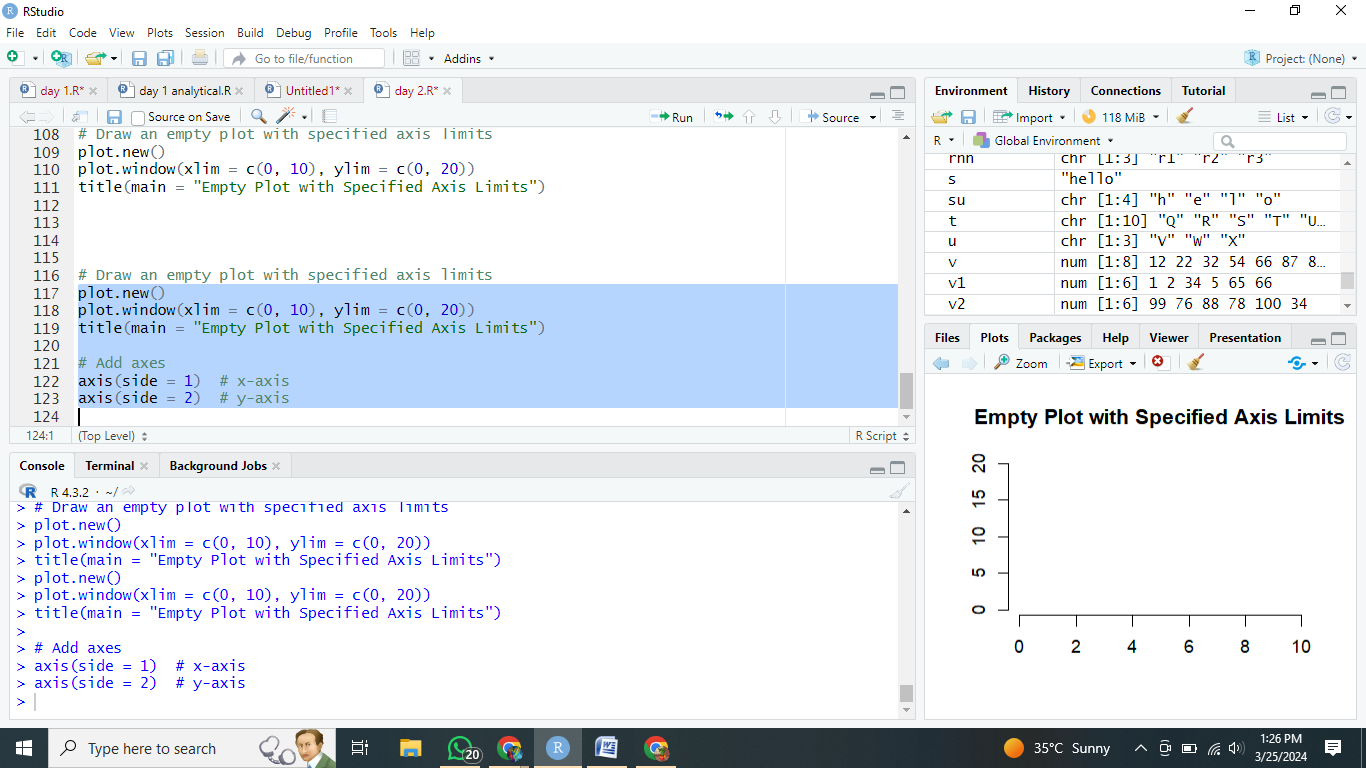 RStudio
File Edit Code View Plots Session Build Debug Profile Tools Help
Go to file/function Addins Project: (None)
day 1.R* day 1 analytical.R Untitled1* day 2.R*
Source on Save Run Source
108 # Draw an empty plot with specified axis limits
109 plot.new()
110 plot.window(xlim = c(0, 10), ylim = c(0, 20))
111 title(main = "Empty Plot with Specified Axis Limits")
112
113
114
115
116 # Draw an empty plot with specified axis limits
117 plot.new()
118 plot.window(xlim = c(0, 10), ylim = c(0, 20))
119 title(main = "Empty Plot with Specified Axis Limits")
120
121 # Add axes
122 axis(side = 1)  # x-axis
123 axis(side = 2)  # y-axis
124
124:1 (Top Level) R Script
Console Terminal Background Jobs
R 4.3.2 · ~/
> # Draw an empty plot with specified axis limits
> plot.new()
> plot.window(xlim = c(0, 10), ylim = c(0, 20))
> title(main = "Empty Plot with Specified Axis Limits")
> plot.new()
> plot.window(xlim = c(0, 10), ylim = c(0, 20))
> title(main = "Empty Plot with Specified Axis Limits")
>
> # Add axes
> axis(side = 1)  # x-axis
> axis(side = 2)  # y-axis
>
Environment History Connections Tutorial
Import 118 MiB List
R Global Environment
rnn chr [1:3] "r1" "r2" "r3"
s "hello"
su chr [1:4] "h" "e" "l" "o"
t chr [1:10] "Q" "R" "S" "T" "U…
u chr [1:3] "V" "W" "X"
v num [1:8] 12 22 32 54 66 87 8…
v1 num [1:6] 1 2 34 5 65 66
v2 num [1:6] 99 76 88 78 100 34
Files Plots Packages Help Viewer Presentation
Zoom Export
Empty Plot with Specified Axis Limits
20
15
10
5
0
0 2 4 6 8 10
Type here to search 20 35°C Sunny 1:26 PM
3/25/2024